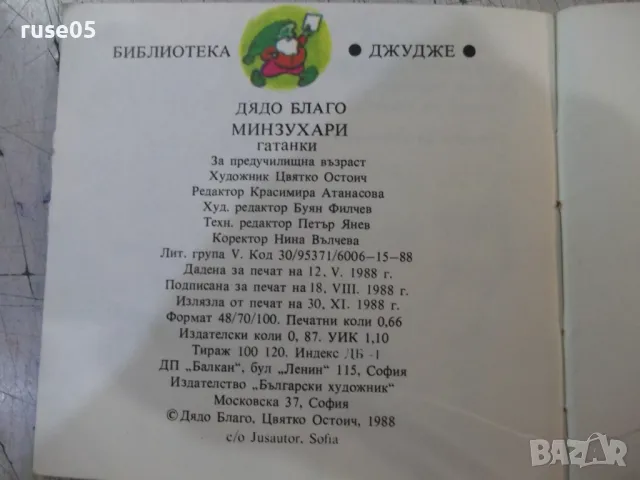 ruse05
БИБЛИОТЕКА ● ДЖУДЖЕ ●
ДЯДО БЛАГО
МИНЗУХАРИ
гатанки
За предучилищна възраст
Художник Цвятко Остоич
Редактор Красимира Атанасова
Худ. редактор Буян Филчев
Техн. редактор Петър Янев
Коректор Нина Вълчева
Лит. група V. Код 30/95371/6006–15–88
Дадена за печат на 12. V. 1988 г.
Подписана за печат на 18. VIII. 1988 г.
Излязла от печат на 30. XI. 1988 г.
Формат 48/70/100. Печатни коли 0,66
Издателски коли 0, 87. УИК 1,10
Тираж 100 120. Индекс ДБ -I
ДП „Балкан“, бул „Ленин" 115, София
Издателство „Български художник“
Московска 37, София
© Дядо Благо, Цвятко Остоич, 1988
c/o Jusautor, Sofia
BAZAR
bazar.bg